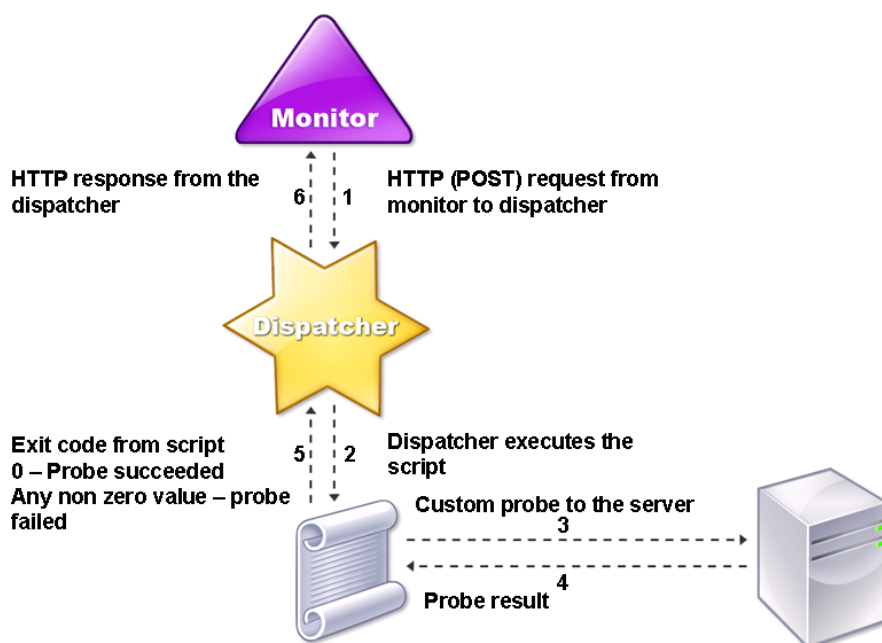 Monitor
HTTP response from the
dispatcher
6
1
HTTP (POST) request from
monitor to dispatcher
Dispatcher
Exit code from script
0 – Probe succeeded
Any non zero value – probe
failed
5
2
Dispatcher executes the
script
Custom probe to the server
3
4
Probe result